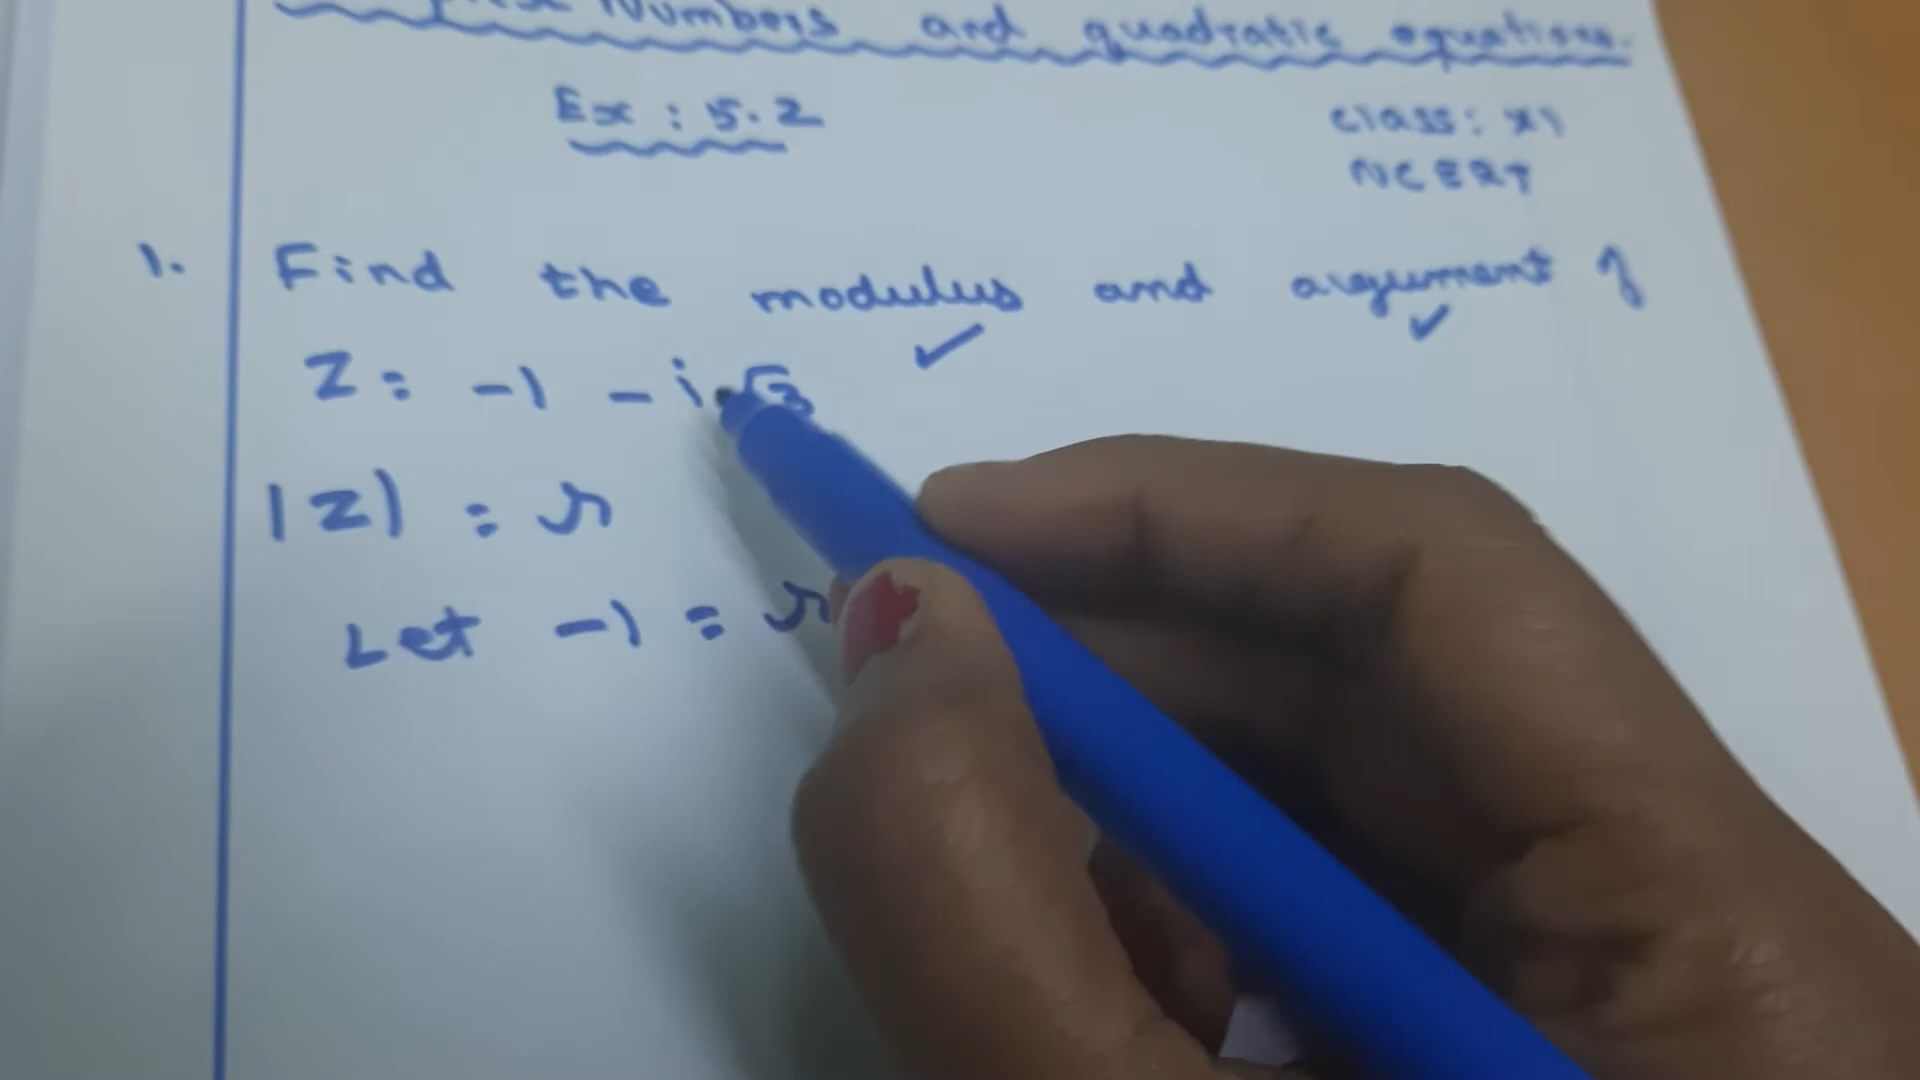 Numbers and quadratic equations.
Ex : 5.2
class: XI
NCERT
1. Find the modulus and argument of
Z = -1 - i√3
|Z| = r
Let -1 = r